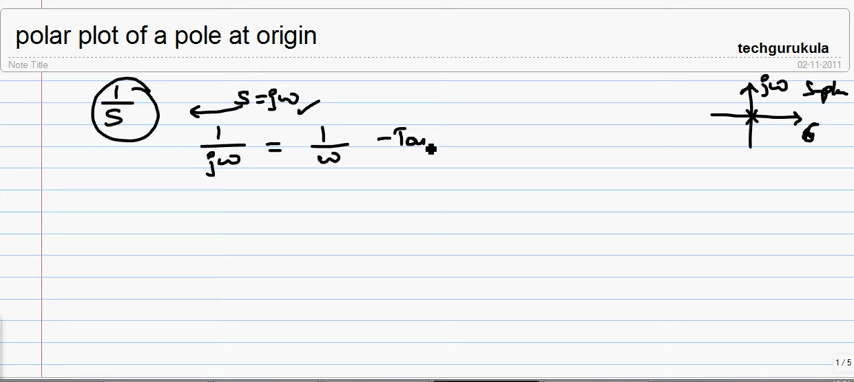 polar plot of a pole at origin
techgurukula
Note Title
02-11-2011
1/S
S = jω
jω
σ
1/jω = 1/ω -Tan
1 / 5